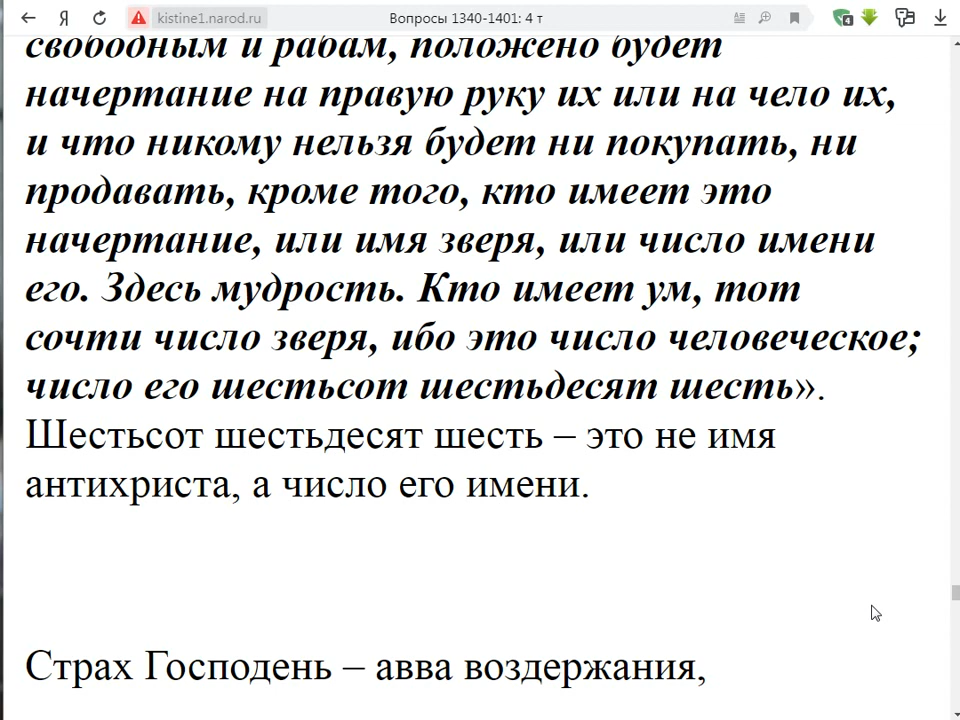 Я
kistine1.narod.ru
Вопросы 1340-1401: 4 т
4
свободным и рабам, положено будет
начертание на правую руку их или на чело их,
и что никому нельзя будет ни покупать, ни
продавать, кроме того, кто имеет это
начертание, или имя зверя, или число имени
его. Здесь мудрость. Кто имеет ум, тот
сочти число зверя, ибо это число человеческое;
число его шестьсот шестьдесят шесть».
Шестьсот шестьдесят шесть – это не имя
антихриста, а число его имени.
Страх Господень – авва воздержания,